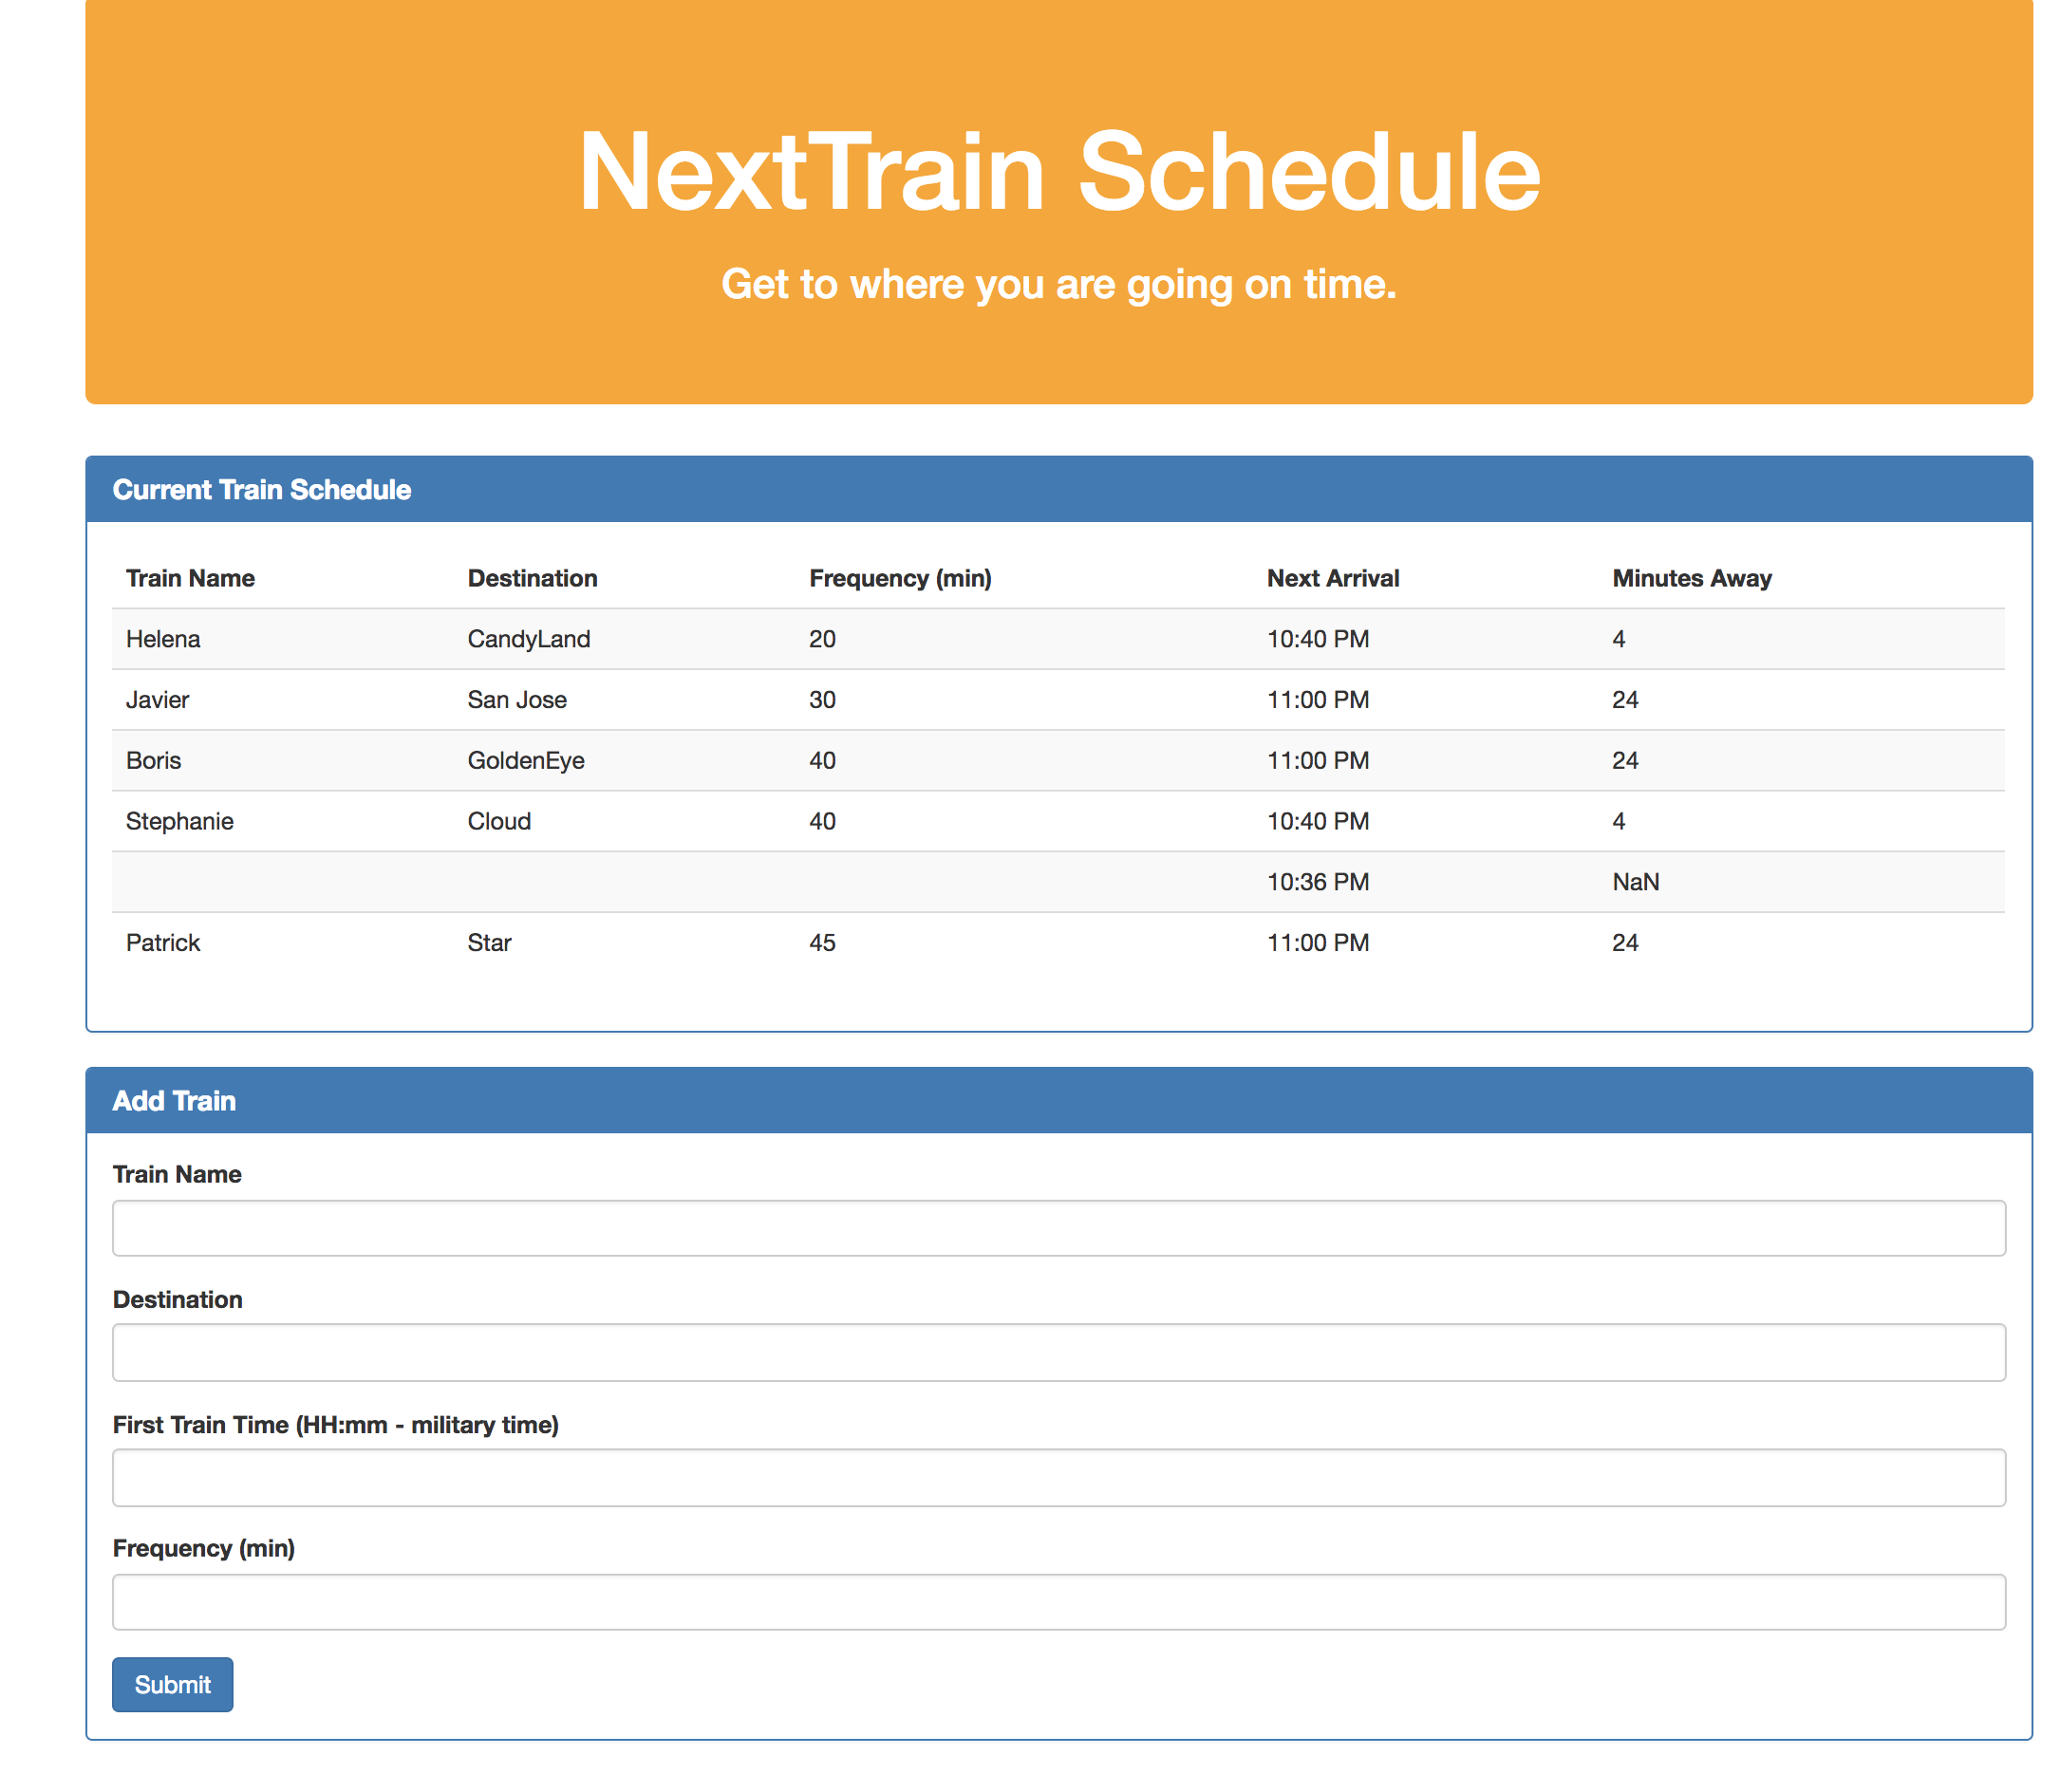 NextTrain Schedule
Get to where you are going on time.
Current Train Schedule
Train Name Destination Frequency (min) Next Arrival Minutes Away
Helena CandyLand 20 10:40 PM 4
Javier San Jose 30 11:00 PM 24
Boris GoldenEye 40 11:00 PM 24
Stephanie Cloud 40 10:40 PM 4
10:36 PM NaN
Patrick Star 45 11:00 PM 24
Add Train
Train Name
Destination
First Train Time (HH:mm - military time)
Frequency (min)
Submit